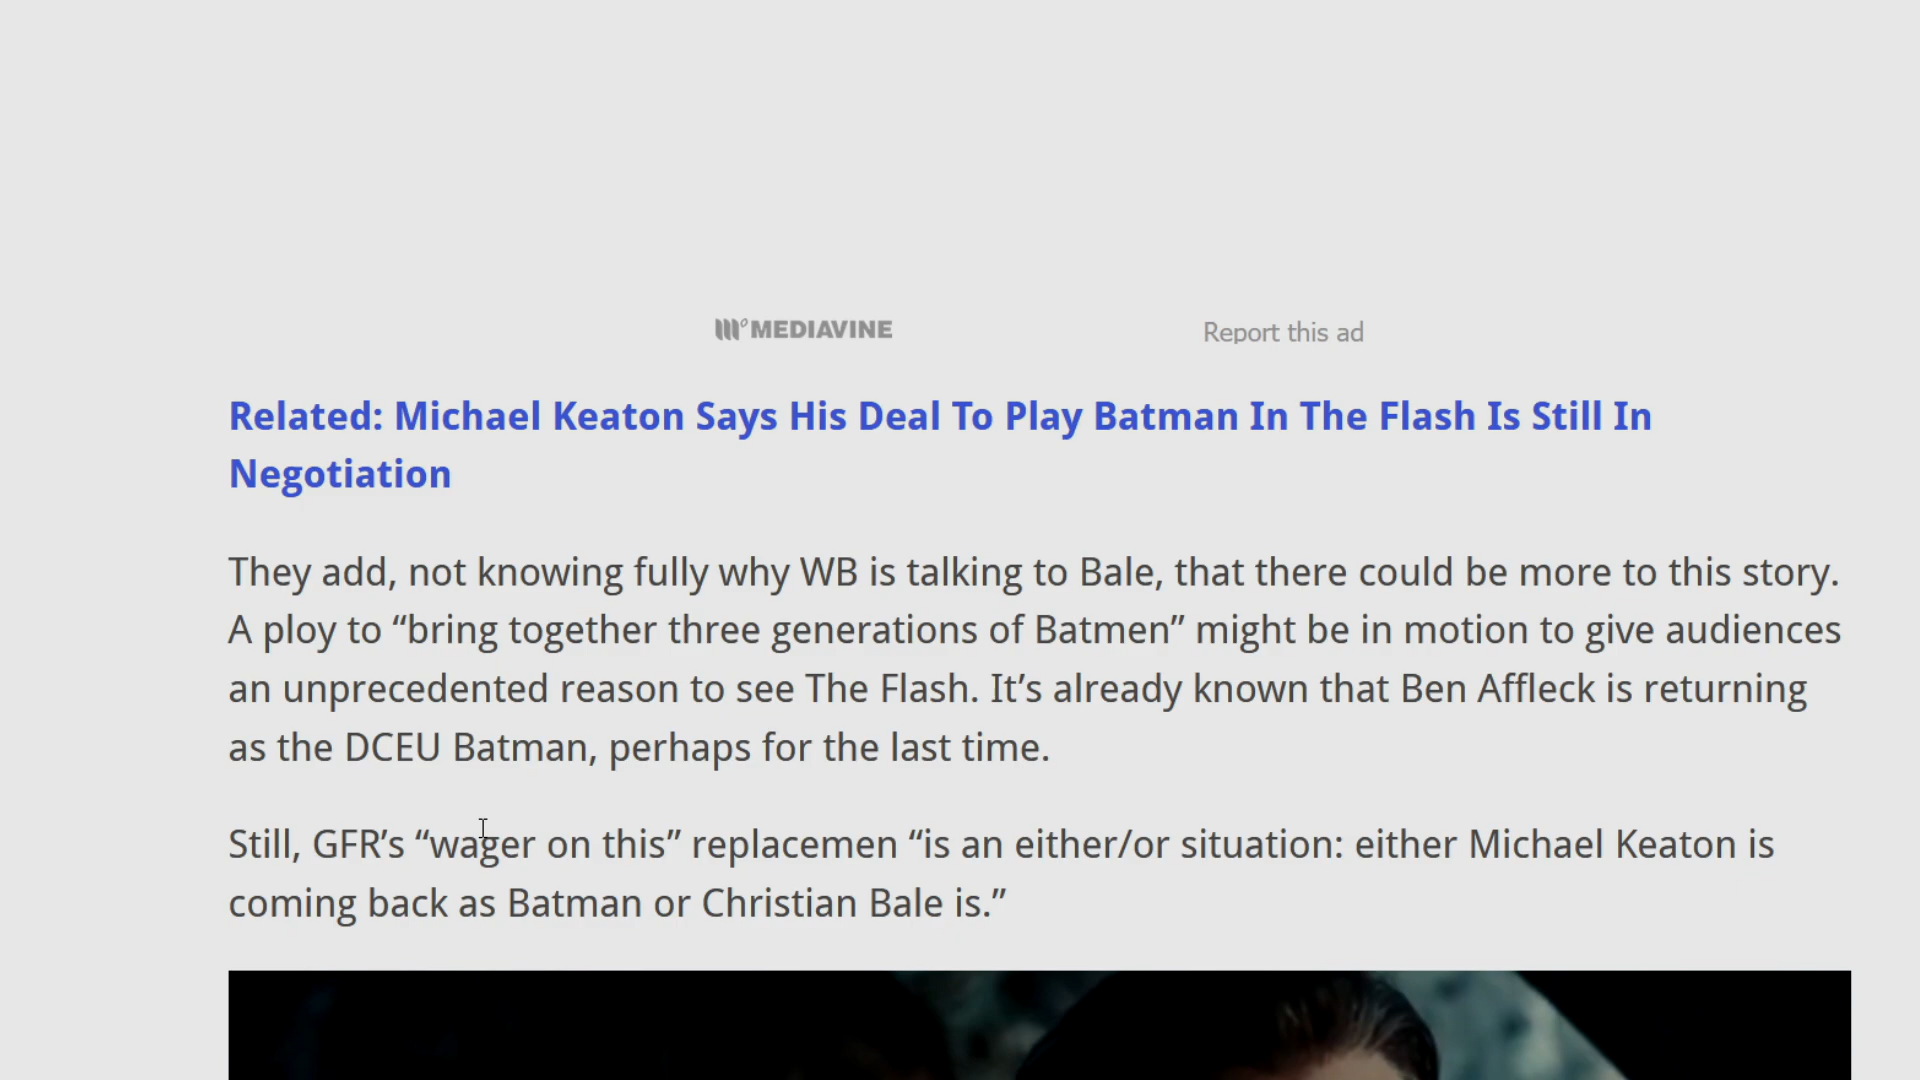 MEDIAVINE
Report this ad
Related: Michael Keaton Says His Deal To Play Batman In The Flash Is Still In
Negotiation
They add, not knowing fully why WB is talking to Bale, that there could be more to this story.
A ploy to “bring together three generations of Batmen” might be in motion to give audiences
an unprecedented reason to see The Flash. It’s already known that Ben Affleck is returning
as the DCEU Batman, perhaps for the last time.
Still, GFR’s “wager on this” replacemen “is an either/or situation: either Michael Keaton is
coming back as Batman or Christian Bale is.”